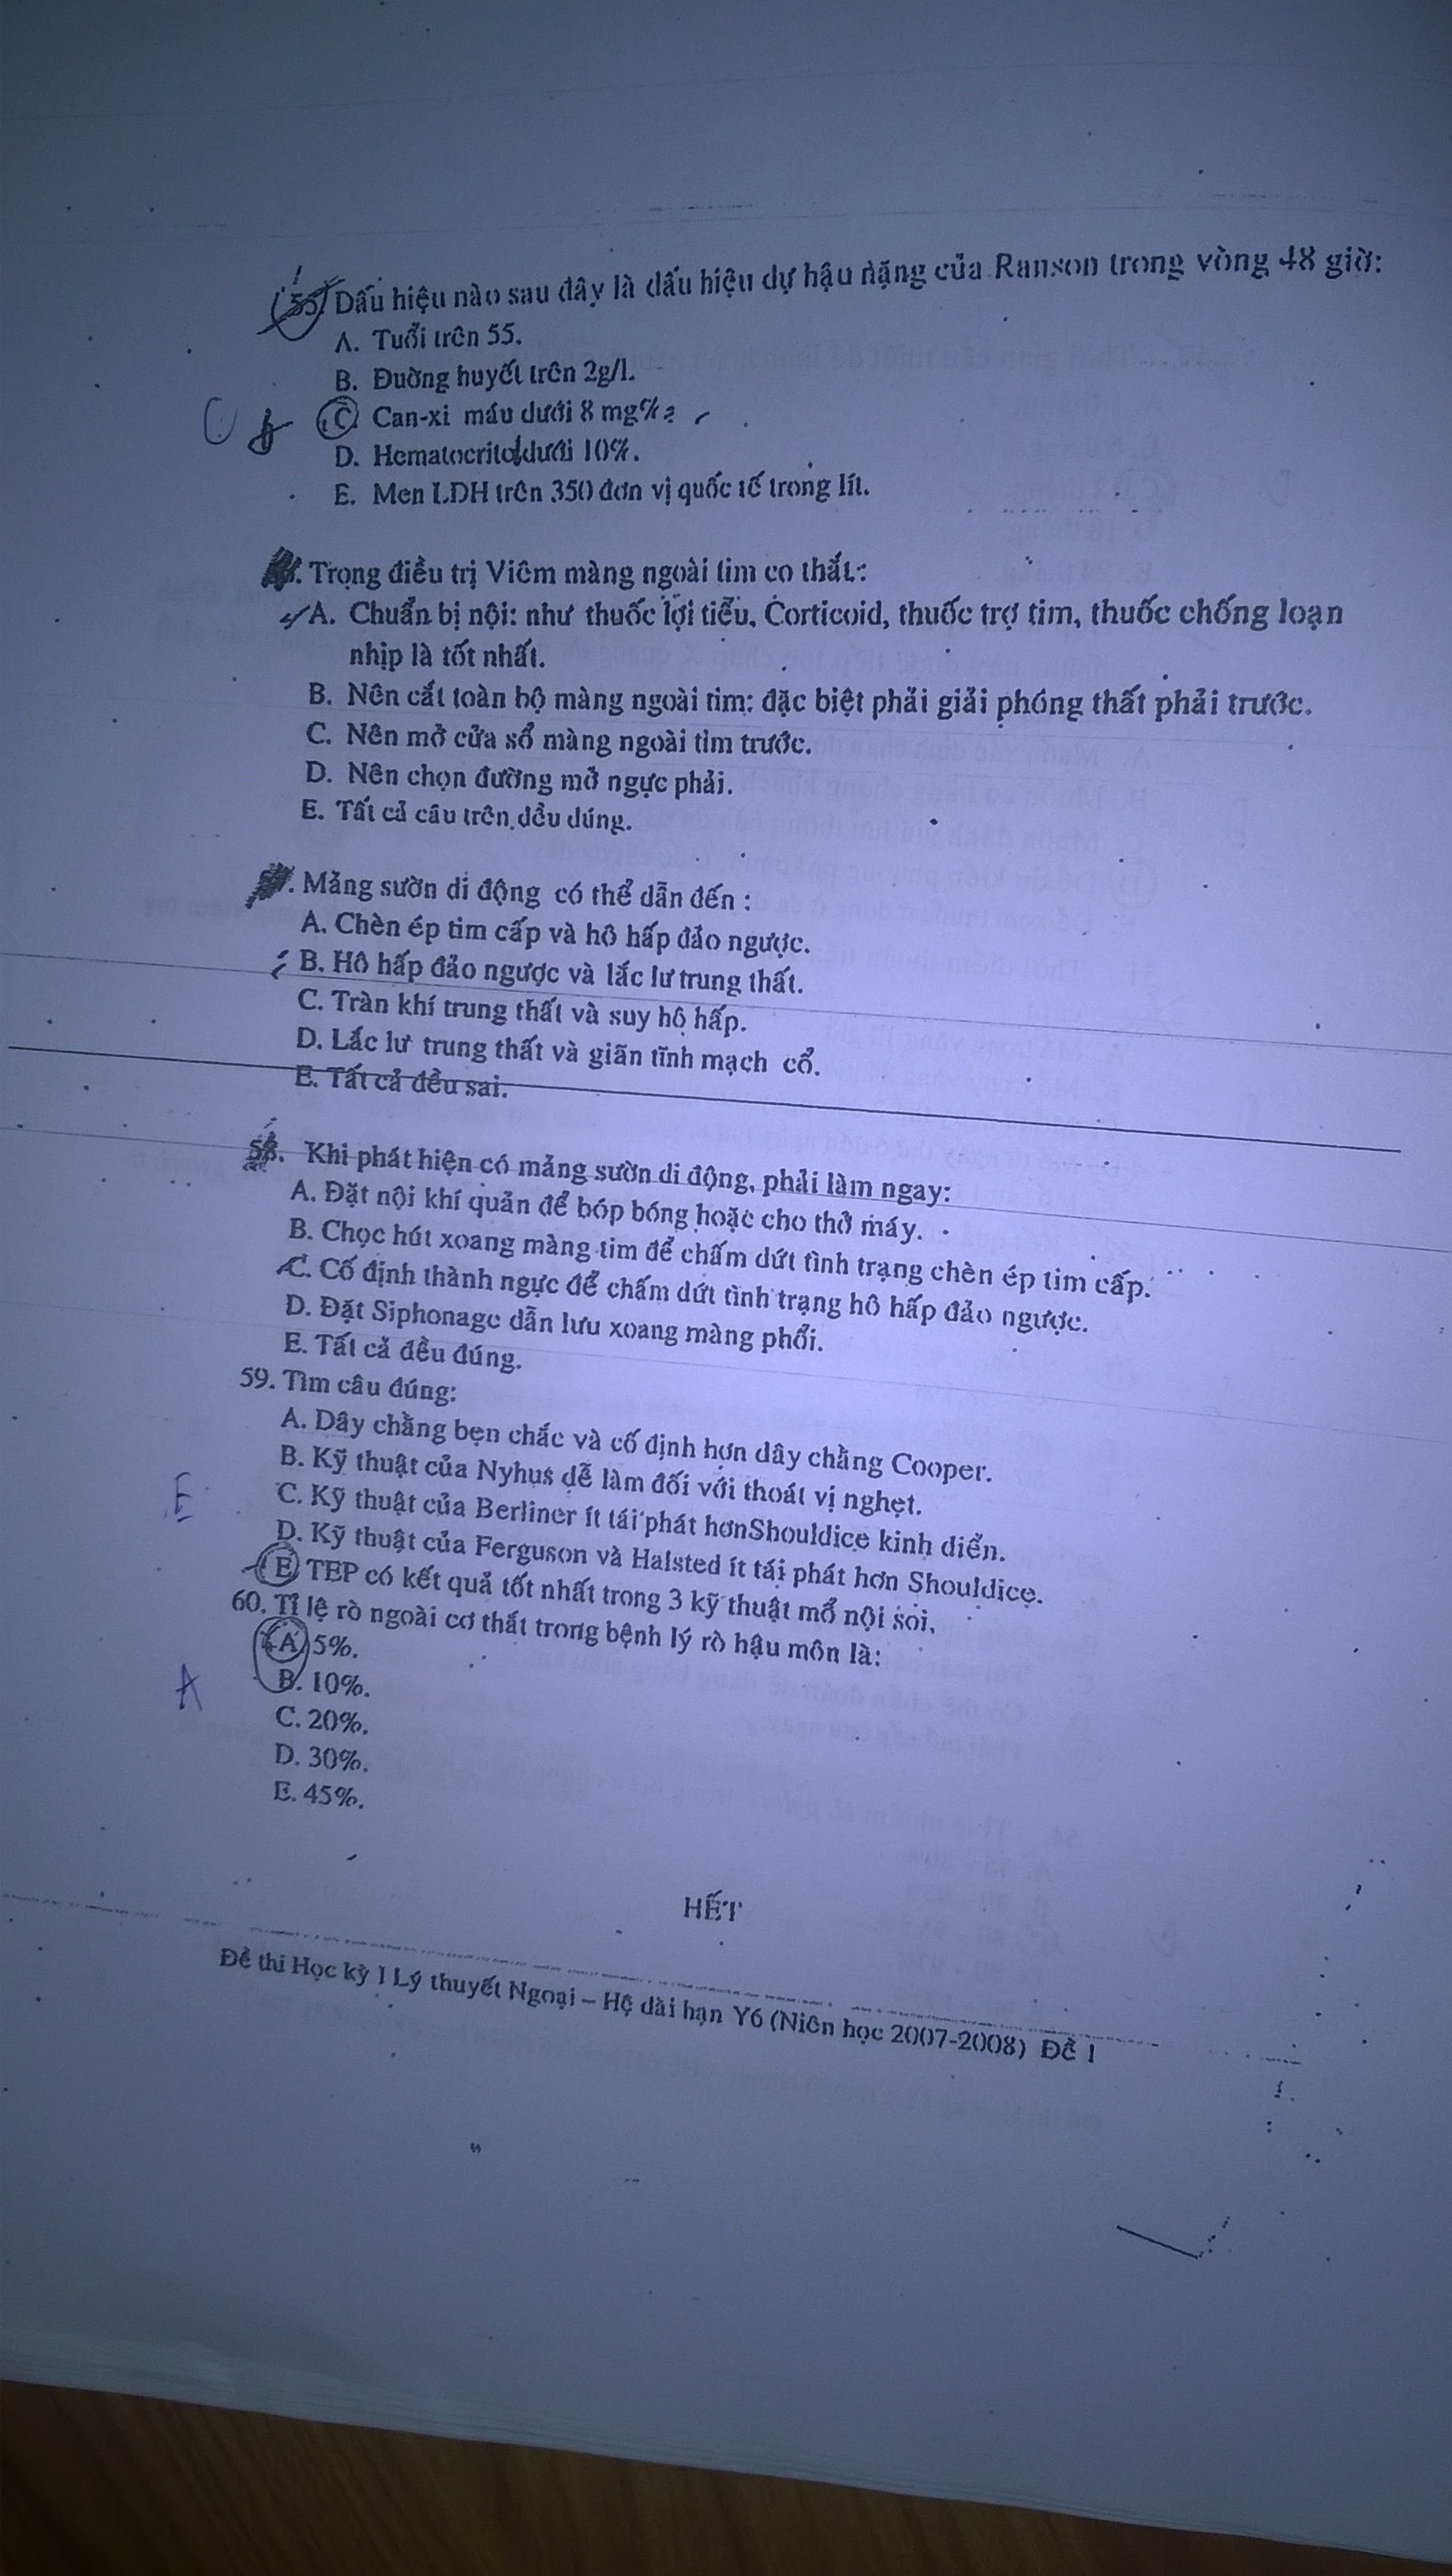 55. Dấu hiệu nào sau đây là dấu hiệu dự hậu nặng của Ranson trong vòng 48 giờ:
A. Tuổi trên 55.
B. Đường huyết trên 2g/l.
C C. Can-xi máu dưới 8 mg%
D. Hematocrite dưới 10%.
E. Men LDH trên 350 đơn vị quốc tế trong lít.
Trong điều trị Viêm màng ngoài tim co thắt:
A. Chuẩn bị nội: như thuốc lợi tiểu, Corticoid, thuốc trợ tim, thuốc chống loạn
nhịp là tốt nhất.
B. Nên cắt toàn bộ màng ngoài tim: đặc biệt phải giải phóng thất phải trước.
C. Nên mở cửa sổ màng ngoài tim trước.
D. Nên chọn đường mở ngực phải.
E. Tất cả câu trên đều đúng.
Mảng sườn di động có thể dẫn đến :
A. Chèn ép tim cấp và hô hấp đảo ngược.
B. Hô hấp đảo ngược và lắc lư trung thất.
C. Tràn khí trung thất và suy hô hấp.
D. Lắc lư trung thất và giãn tĩnh mạch cổ.
E. Tất cả đều sai.
58. Khi phát hiện có mảng sườn di động, phải làm ngay:
A. Đặt nội khí quản để bóp bóng hoặc cho thở máy.
B. Chọc hút xoang màng tim để chấm dứt tình trạng chèn ép tim cấp.
C. Cố định thành ngực để chấm dứt tình trạng hô hấp đảo ngược.
D. Đặt Siphonage dẫn lưu xoang màng phổi.
E. Tất cả đều đúng.
59. Tìm câu đúng:
A. Dây chằng bẹn chắc và cố định hơn dây chằng Cooper.
B. Kỹ thuật của Nyhus dễ làm đối với thoát vị nghẹt.
E C. Kỹ thuật của Berliner ít tái phát hơnShouldice kinh điển.
D. Kỹ thuật của Ferguson và Halsted ít tái phát hơn Shouldice.
E TEP có kết quả tốt nhất trong 3 kỹ thuật mổ nội soi,
60. Tỉ lệ rò ngoài cơ thắt trong bệnh lý rò hậu môn là:
A 5%.
A B. 10%.
C. 20%.
D. 30%.
E. 45%.
HẾT
Đề thi Học kỳ 1 Lý thuyết Ngoại – Hệ dài hạn Y6 (Niên học 2007-2008) Đề 1